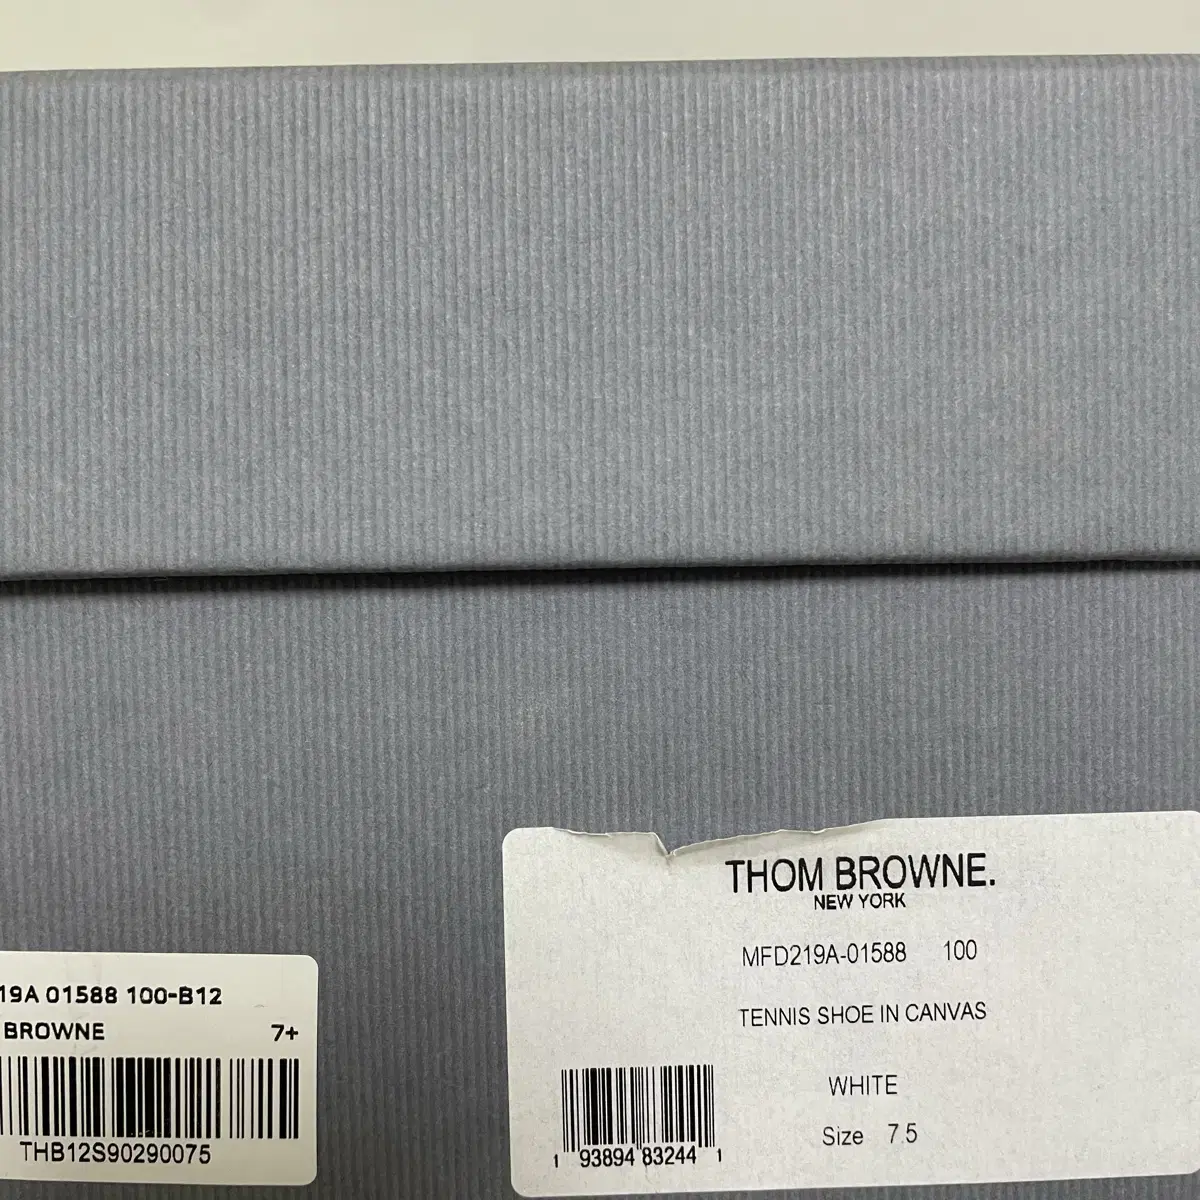 THOM BROWNE.
NEW YORK
MFD219A-01588 100
TENNIS SHOE IN CANVAS
WHITE
Size 7.5
1 93894 83244 1
19A 01588 100-B12
BROWNE 7+
THB12S90290075